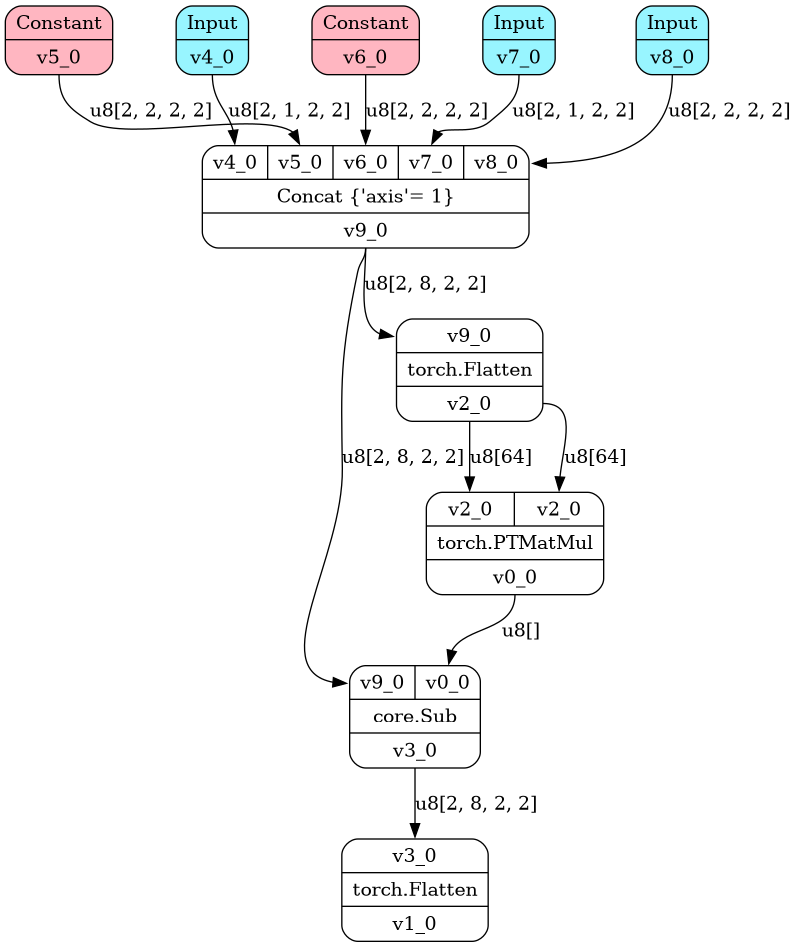 Constant
v5_0
Input
v4_0
Constant
v6_0
Input
v7_0
Input
v8_0
u8[2, 2, 2, 2]
u8[2, 1, 2, 2]
u8[2, 2, 2, 2]
u8[2, 1, 2, 2]
u8[2, 2, 2, 2]
v4_0 v5_0 v6_0 v7_0 v8_0
Concat {'axis'= 1}
v9_0
u8[2, 8, 2, 2]
v9_0
torch.Flatten
v2_0
u8[2, 8, 2, 2]
u8[64]
u8[64]
v2_0 v2_0
torch.PTMatMul
v0_0
u8[]
v9_0 v0_0
core.Sub
v3_0
u8[2, 8, 2, 2]
v3_0
torch.Flatten
v1_0